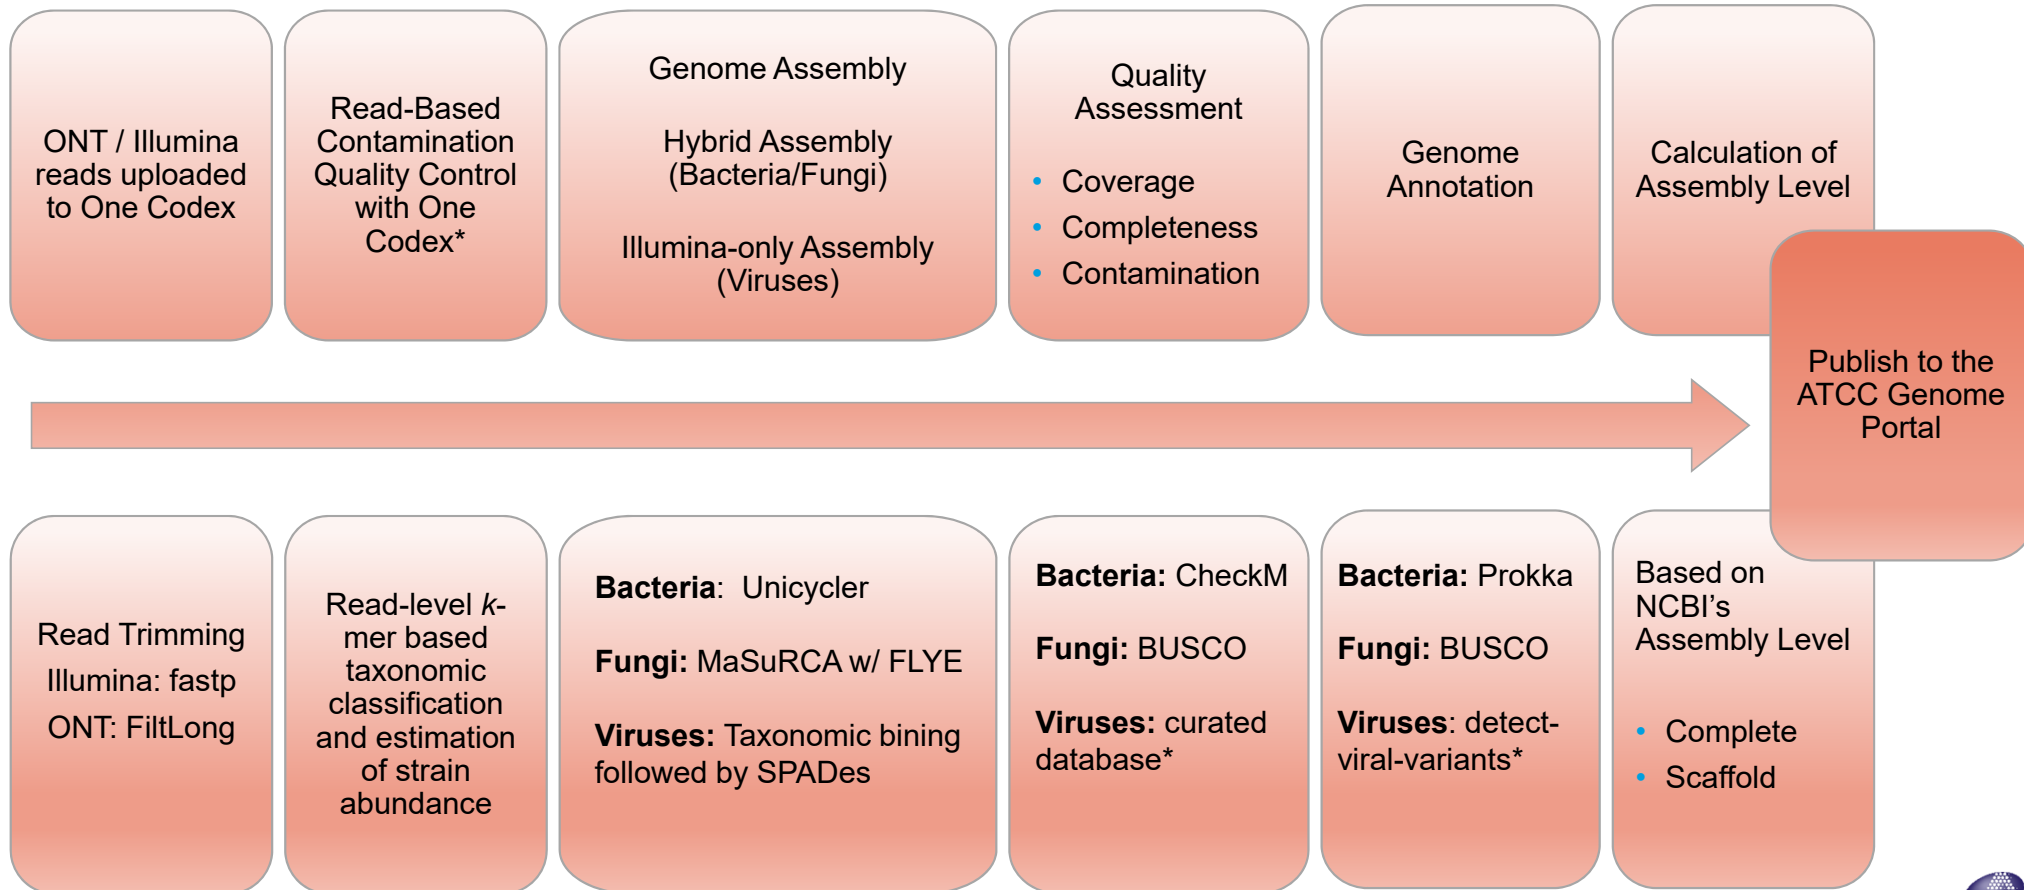 ONT / Illumina
reads uploaded
to One Codex
Read-Based
Contamination
Quality Control
with One
Codex*
Genome Assembly
Hybrid Assembly
(Bacteria/Fungi)
Illumina-only Assembly
(Viruses)
Quality
Assessment
• Coverage
• Completeness
• Contamination
Genome
Annotation
Calculation of
Assembly Level
Publish to the
ATCC Genome
Portal
Read Trimming
Illumina: fastp
ONT: FiltLong
Read-level k-
mer based
taxonomic
classification
and estimation
of strain
abundance
Bacteria: Unicycler
Fungi: MaSuRCA w/ FLYE
Viruses: Taxonomic bining
followed by SPADes
Bacteria: CheckM
Fungi: BUSCO
Viruses: curated
database*
Bacteria: Prokka
Fungi: BUSCO
Viruses: detect-
viral-variants*
Based on
NCBI’s
Assembly Level
• Complete
• Scaffold